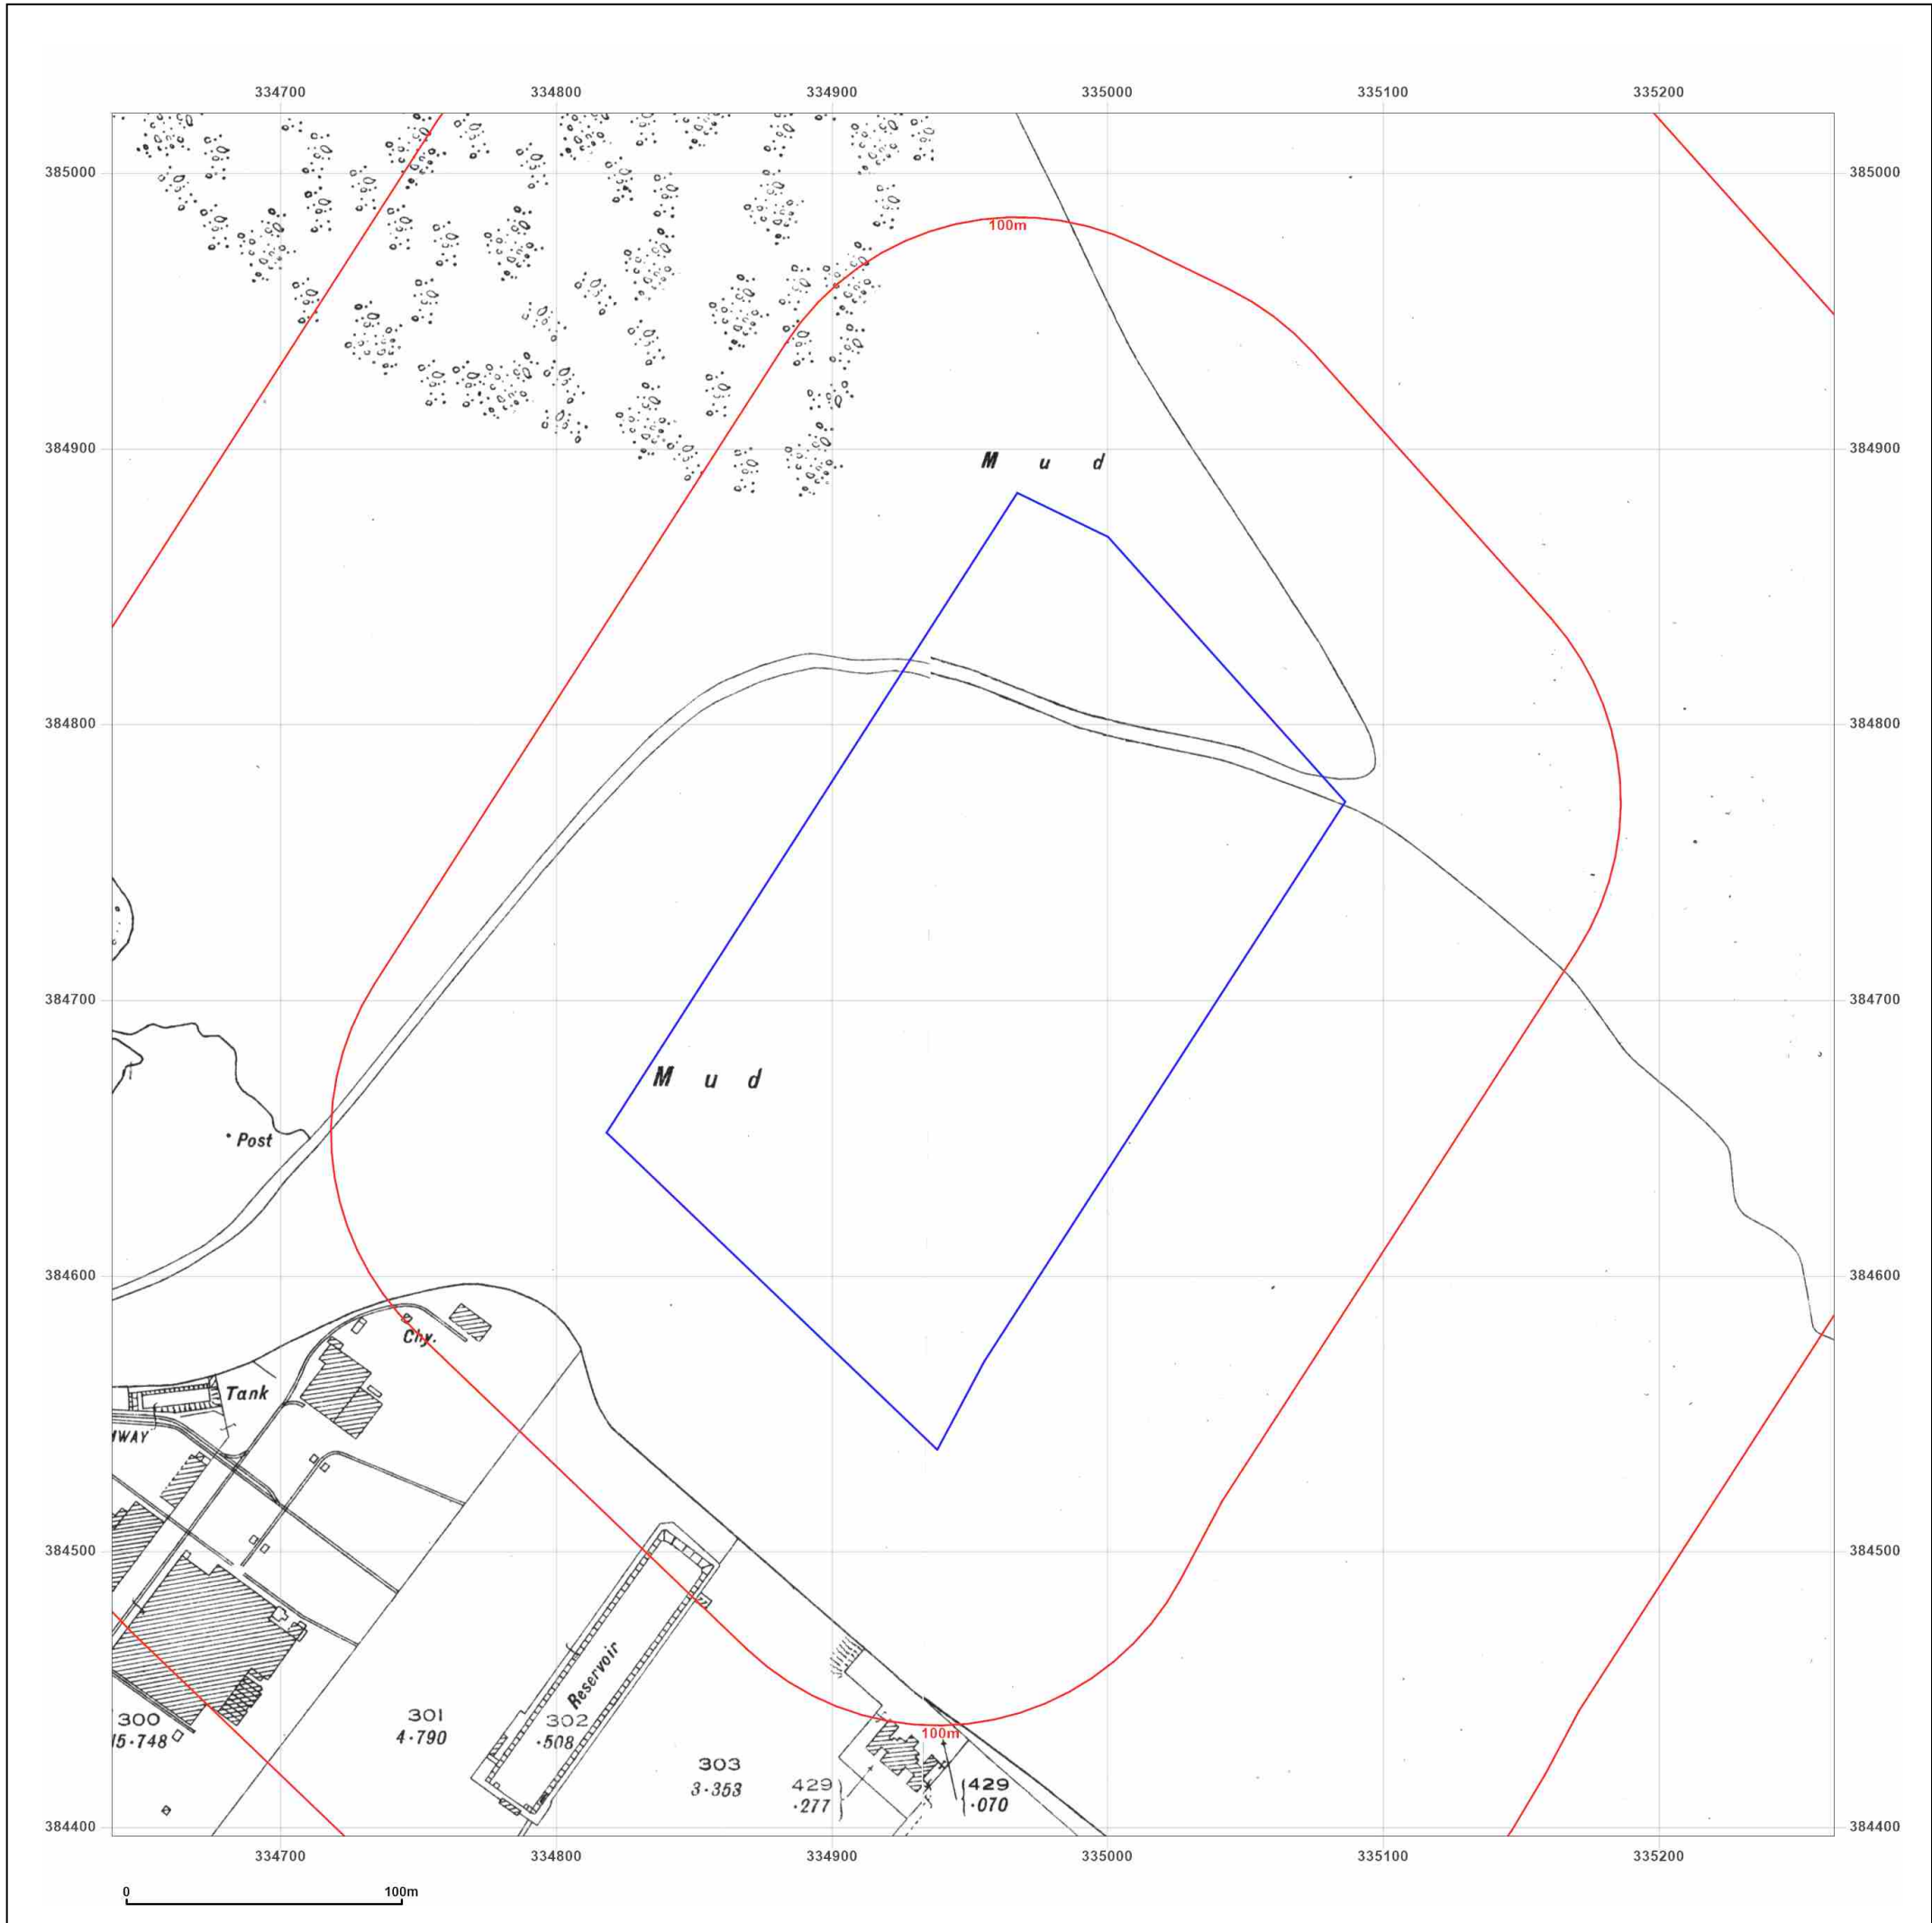 334700 334800 334900 335000 335100 335200
385000 385000
100m
384900 384900
M u d
384800 384800
384700 384700
M u d
Post
384600 384600
Chy.
Tank
WAY
384500 384500
Reservoir
300
15·748
301
4·790
302
·508
303
3·353
100m
429
·277
429
·070
384400 384400
334700 334800 334900 335000 335100 335200
0 100m